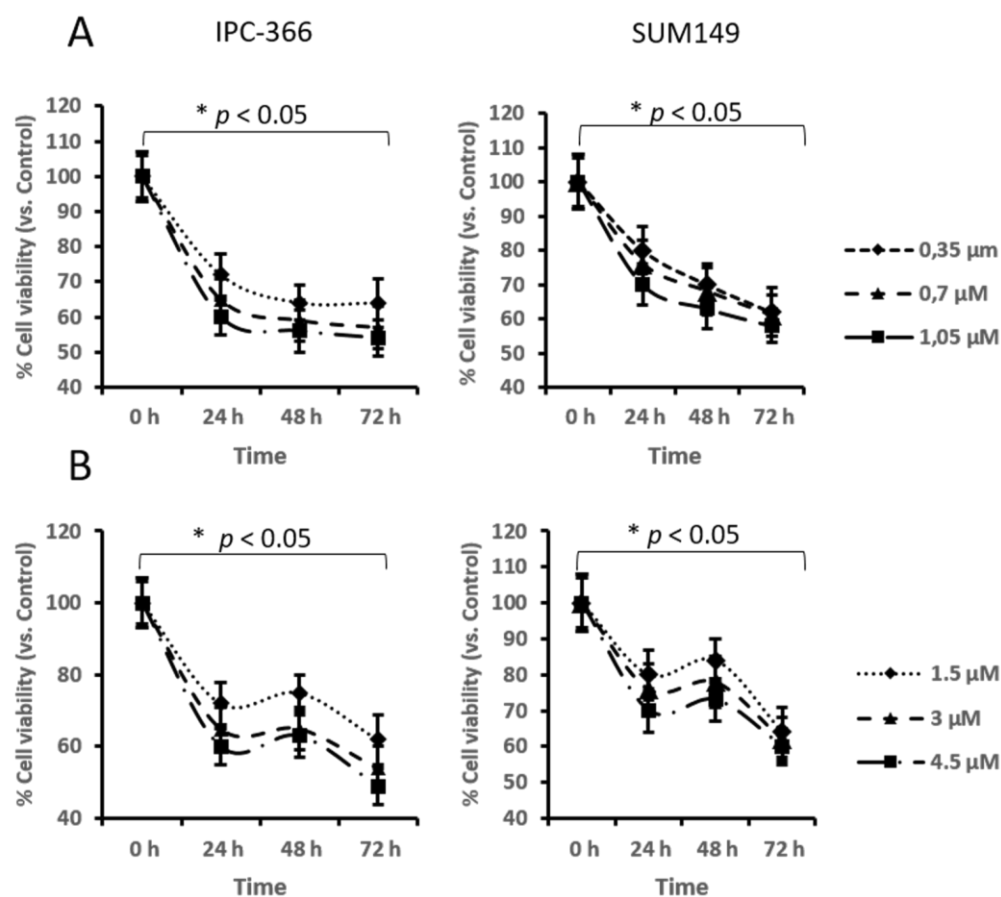 A
IPC-366
SUM149
* p < 0.05
% Cell viability (vs. Control)
120
100
90
80
70
60
50
40
0 h 24 h 48 h 72 h
Time
* p < 0.05
% Cell viability (vs. Control)
120
100
90
80
70
60
50
40
0 h 24 h 48 h 72 h
Time
0,35 µm
0,7 µM
1,05 µM
B
* p < 0.05
% Cell viability (vs. Control)
120
100
80
60
40
0 h 24 h 48 h 72 h
Time
* p < 0.05
% Cell viability (vs. Control)
120
100
90
80
70
60
50
40
0 h 24 h 48 h 72 h
Time
1.5 µM
3 µM
4.5 µM